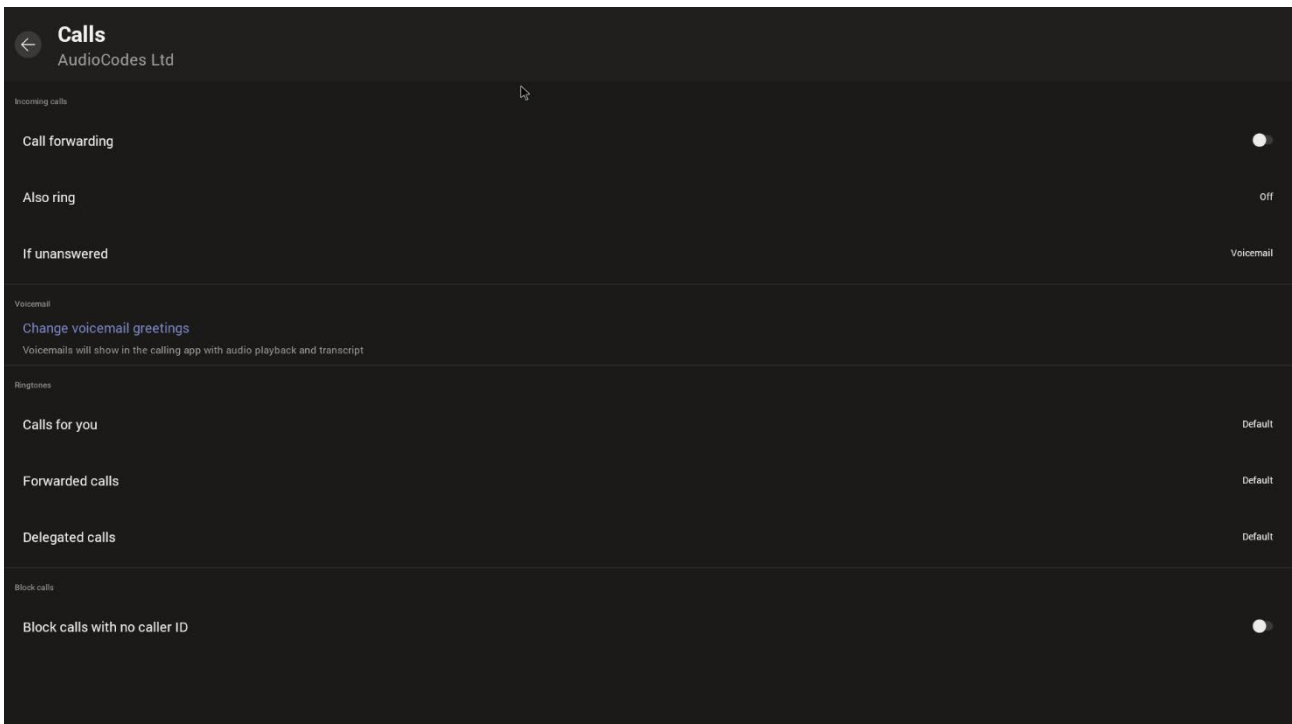 Calls
AudioCodes Ltd
Incoming calls
Call forwarding
Also ring
Off
If unanswered
Voicemail
Voicemail
Change voicemail greetings
Voicemails will show in the calling app with audio playback and transcript
Ringtones
Calls for you
Default
Forwarded calls
Default
Delegated calls
Default
Block calls
Block calls with no caller ID